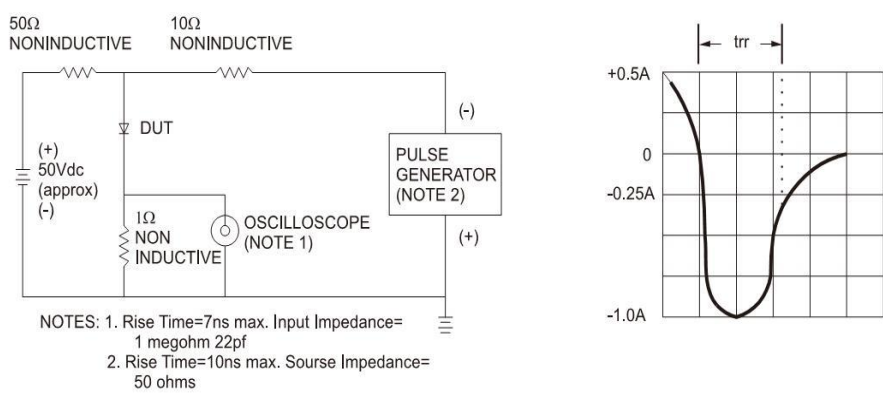 50Ω
NONINDUCTIVE
10Ω
NONINDUCTIVE
DUT
(+)
50Vdc
(approx)
(-)
1Ω
NON
INDUCTIVE
OSCILLOSCOPE
(NOTE 1)
(-)
PULSE
GENERATOR
(NOTE 2)
(+)
NOTES: 1. Rise Time=7ns max. Input Impedance=
1 megohm 22pf
2. Rise Time=10ns max. Sourse Impedance=
50 ohms
trr
+0.5A
0
-0.25A
-1.0A